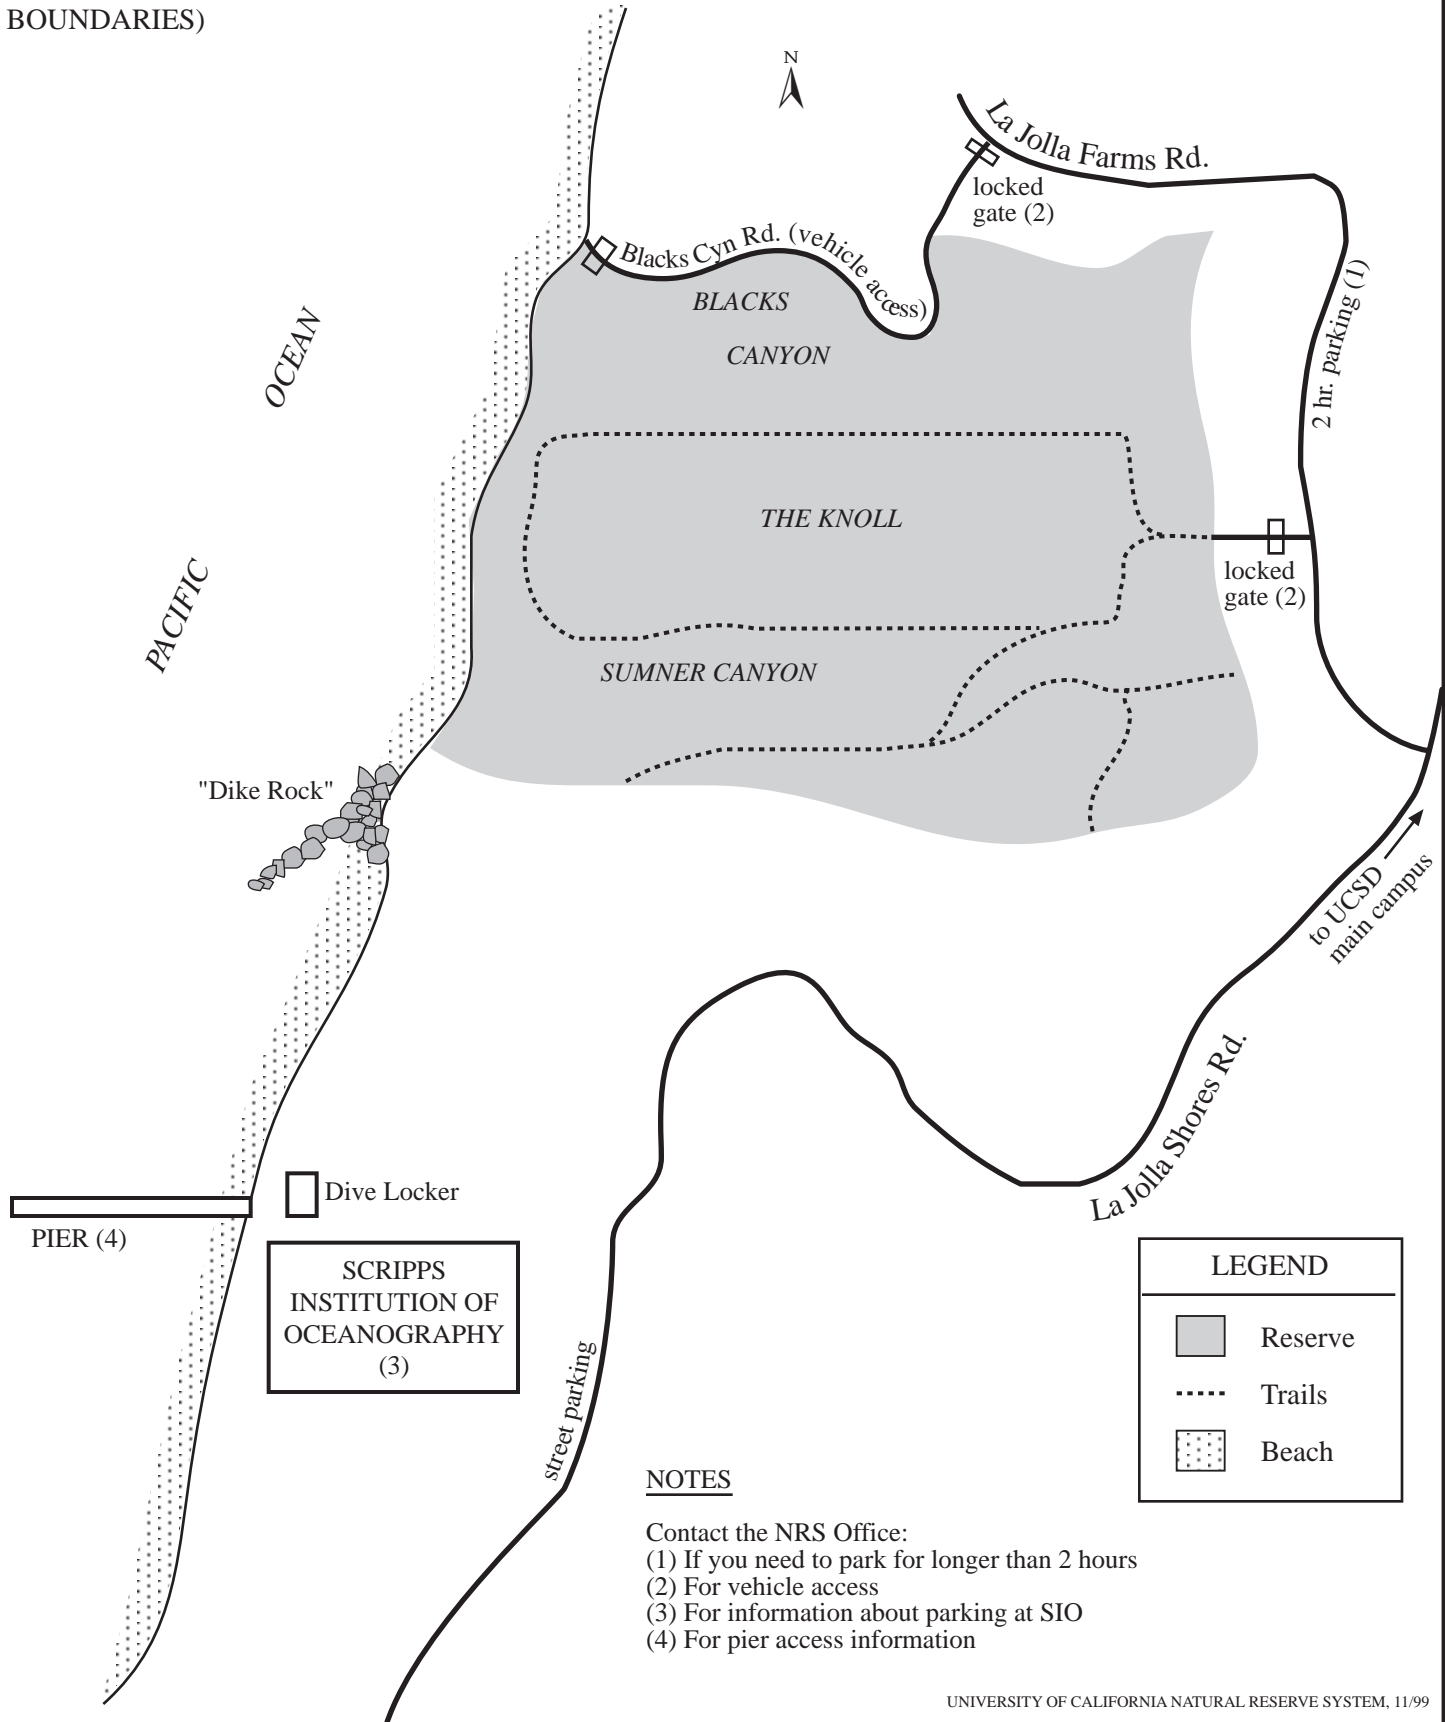 BOUNDARIES)
N
La Jolla Farms Rd.
locked
gate (2)
Blacks Cyn Rd. (vehicle access)
BLACKS
CANYON
OCEAN
2 hr. parking (1)
THE KNOLL
locked
gate (2)
PACIFIC
SUMNER CANYON
"Dike Rock"
to UCSD
main campus
La Jolla Shores Rd.
Dive Locker
PIER (4)
SCRIPPS
INSTITUTION OF
OCEANOGRAPHY
(3)
LEGEND
Reserve
Trails
Beach
street parking
NOTES
Contact the NRS Office:
(1) If you need to park for longer than 2 hours
(2) For vehicle access
(3) For information about parking at SIO
(4) For pier access information
UNIVERSITY OF CALIFORNIA NATURAL RESERVE SYSTEM, 11/99